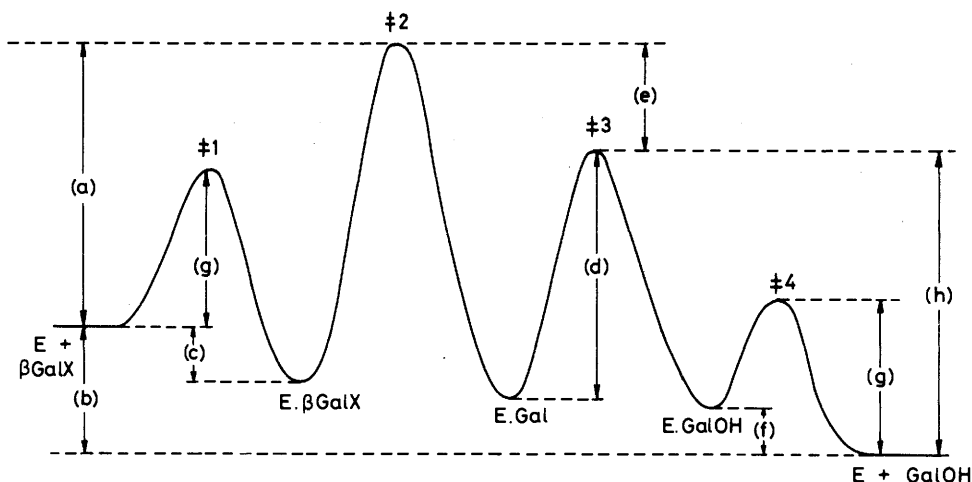 ‡2
(e)
‡3
‡1
(a)
(g)
(d)
(h)
‡4
E +
βGalX
(c)
(b)
E.βGalX
E.Gal
E.GalOH
(f)
(g)
E + GalOH